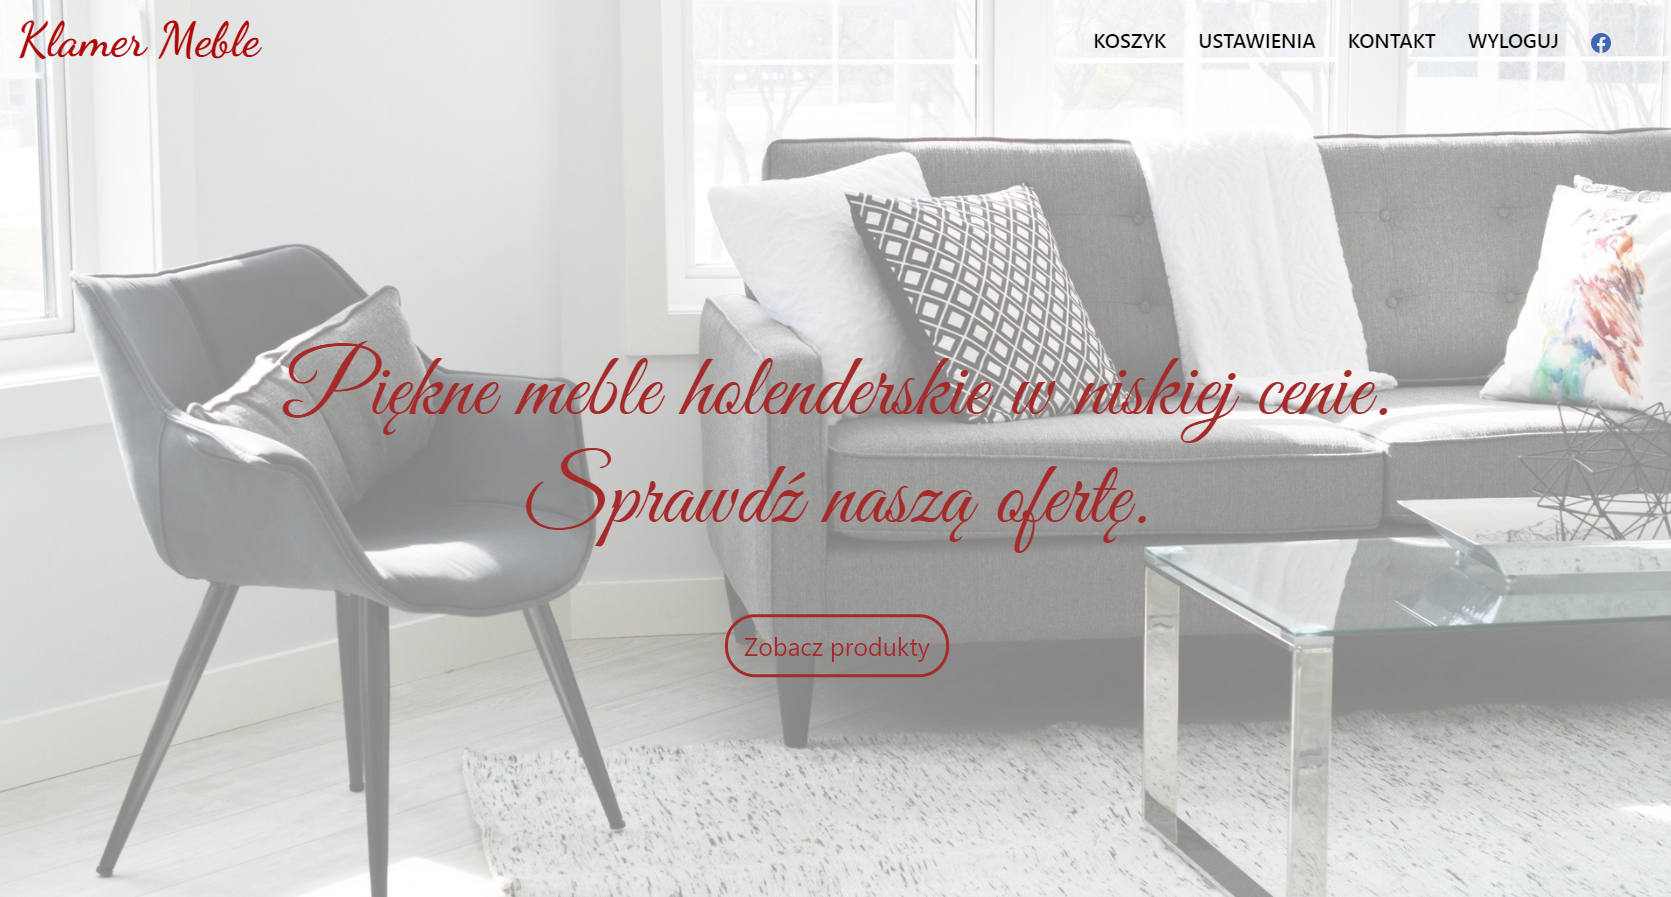 Klamer Meble
KOSZYK USTAWIENIA KONTAKT WYLOGUJ
Piękne meble holenderskie w niskiej cenie.
Sprawdź naszą ofertę.
Zobacz produkty